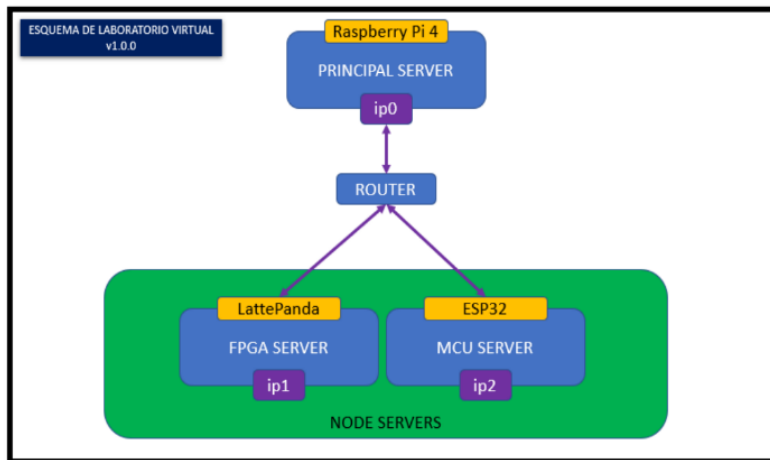 ESQUEMA DE LABORATORIO VIRTUAL
v1.0.0
Raspberry Pi 4
PRINCIPAL SERVER
ip0
ROUTER
LattePanda
ESP32
FPGA SERVER
MCU SERVER
ip1
ip2
NODE SERVERS